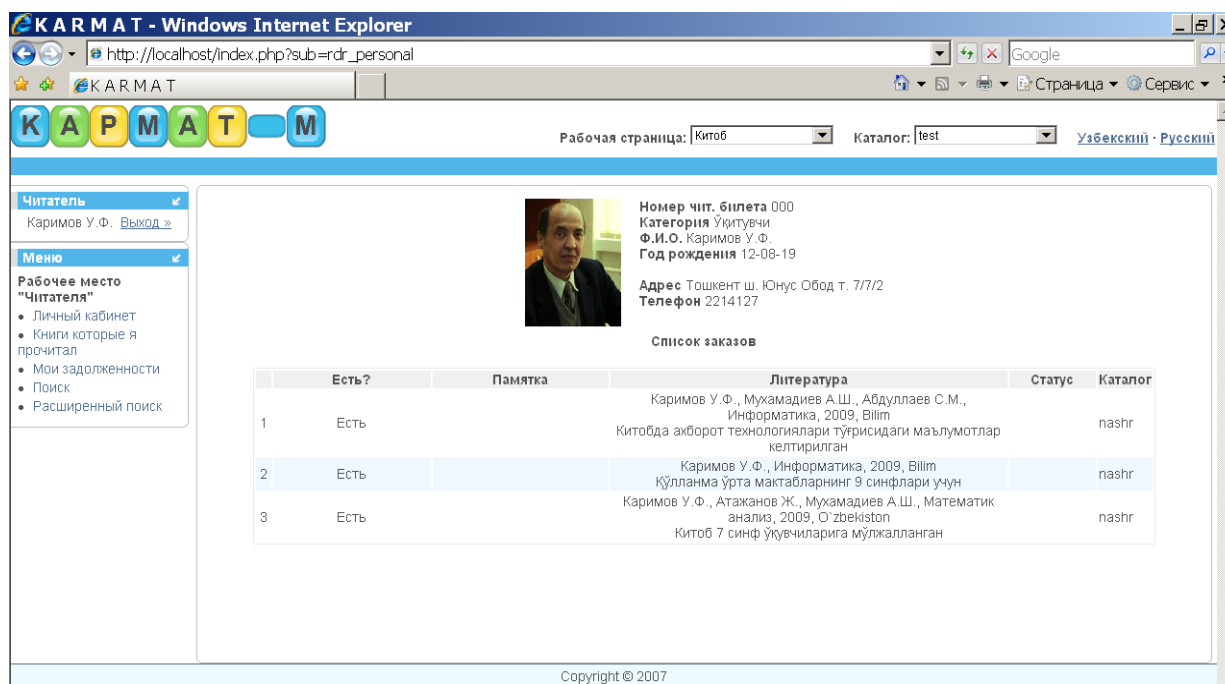 K A R M A T - Windows Internet Explorer
http://localhost/index.php?sub=rdr_personal
Google
K A R M A T
Страница
Сервис
КАРМАТ-М
Рабочая страница: Китоб
Каталог: test
Узбекский · Русский
Читатель
Каримов У.Ф. Выход »
Меню
Рабочее место
"Читателя"
• Личный кабинет
• Книги которые я
прочитал
• Мои задолженности
• Поиск
• Расширенный поиск
Номер чит. билета 000
Категория Ўқитувчи
Ф.И.О. Каримов У.Ф.
Год рождения 12-08-19
Адрес Тошкент ш. Юнус Обод т. 7/7/2
Телефон 2214127
Список заказов
Есть? Памятка Литература Статус Каталог
1 Есть Каримов У.Ф., Мухамадиев А.Ш., Абдуллаев С.М., nashr
Информатика, 2009, Bilim
Китобда ахборот технологиялари тўғрисидаги маълумотлар
келтирилган
2 Есть Каримов У.Ф., Информатика, 2009, Bilim nashr
Қўлланма ўрта мактабларнинг 9 синфлари учун
3 Есть Каримов У.Ф., Атажанов Ж., Мухамадиев А.Ш., Математик nashr
анализ, 2009, O`zbekiston
Китоб 7 синф ўқувчиларига мўлжалланган
Copyright © 2007